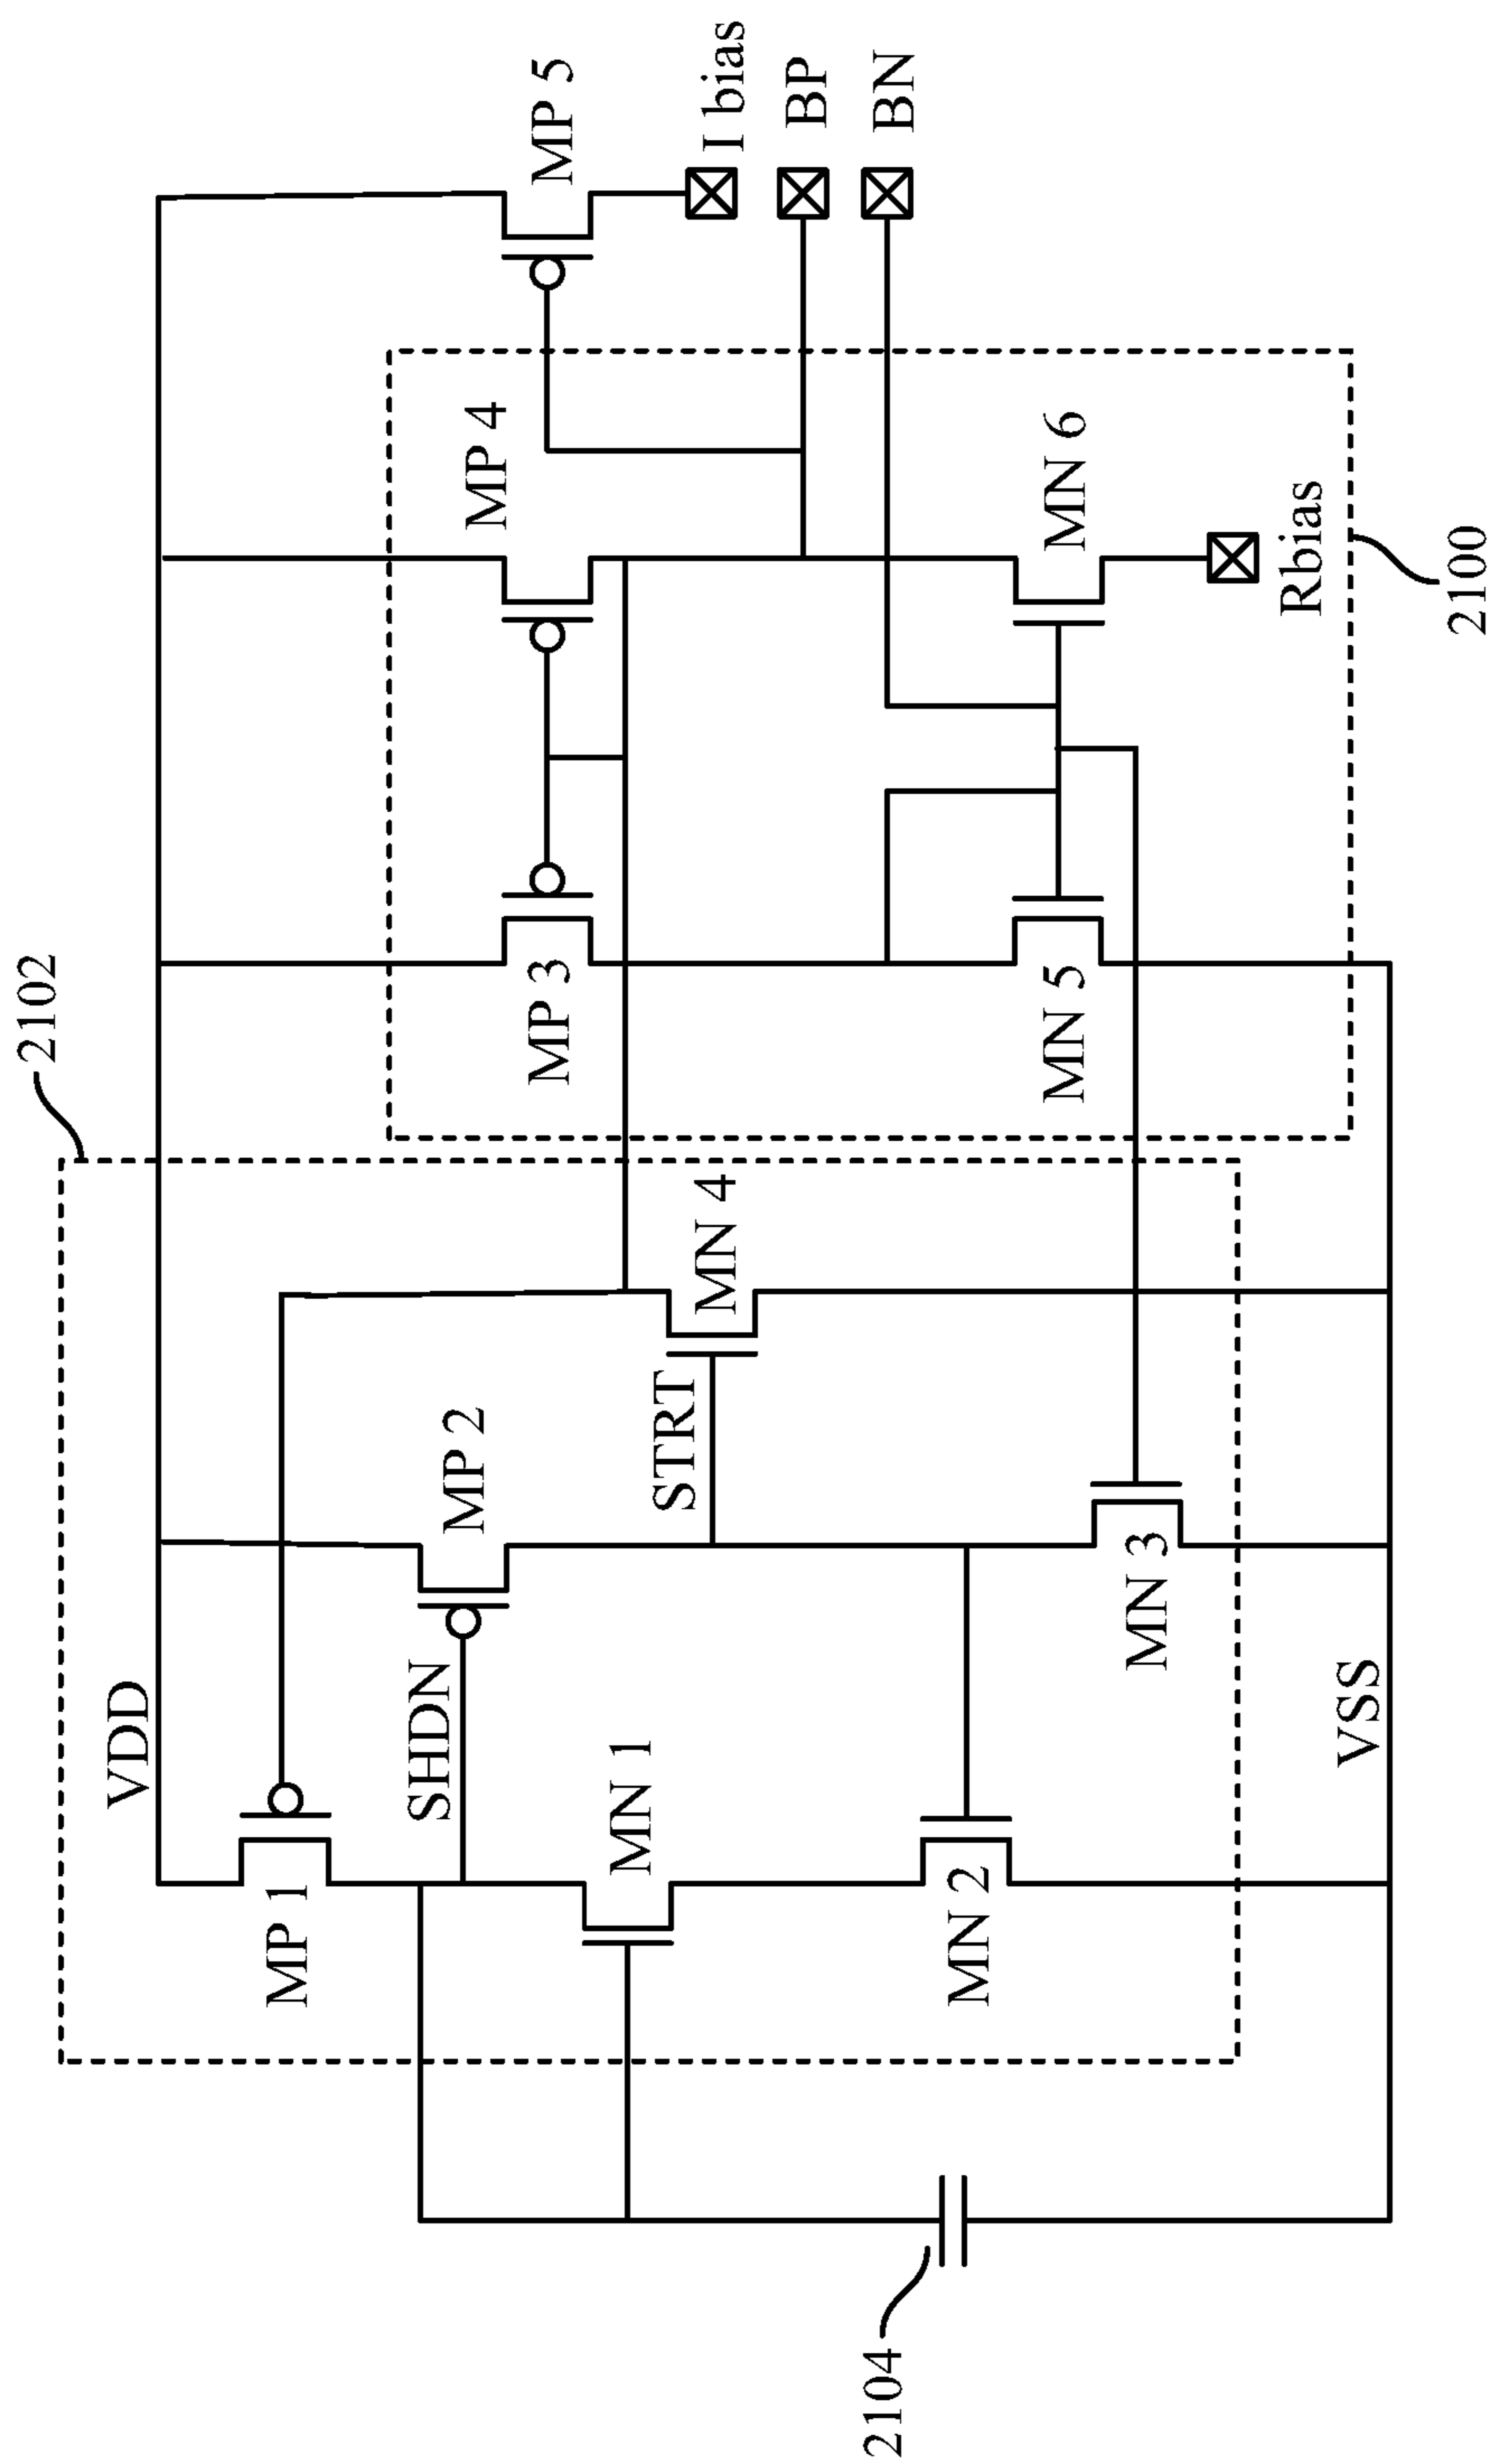 2102
VDD
MP 1
SHDN
MP 2
MN 1
STRT
MN 4
MN 2
MN 3
VSS
2104
MP 3
MP 4
MP 5
I bias
BP
BN
MN 5
MN 6
Rbias
2100